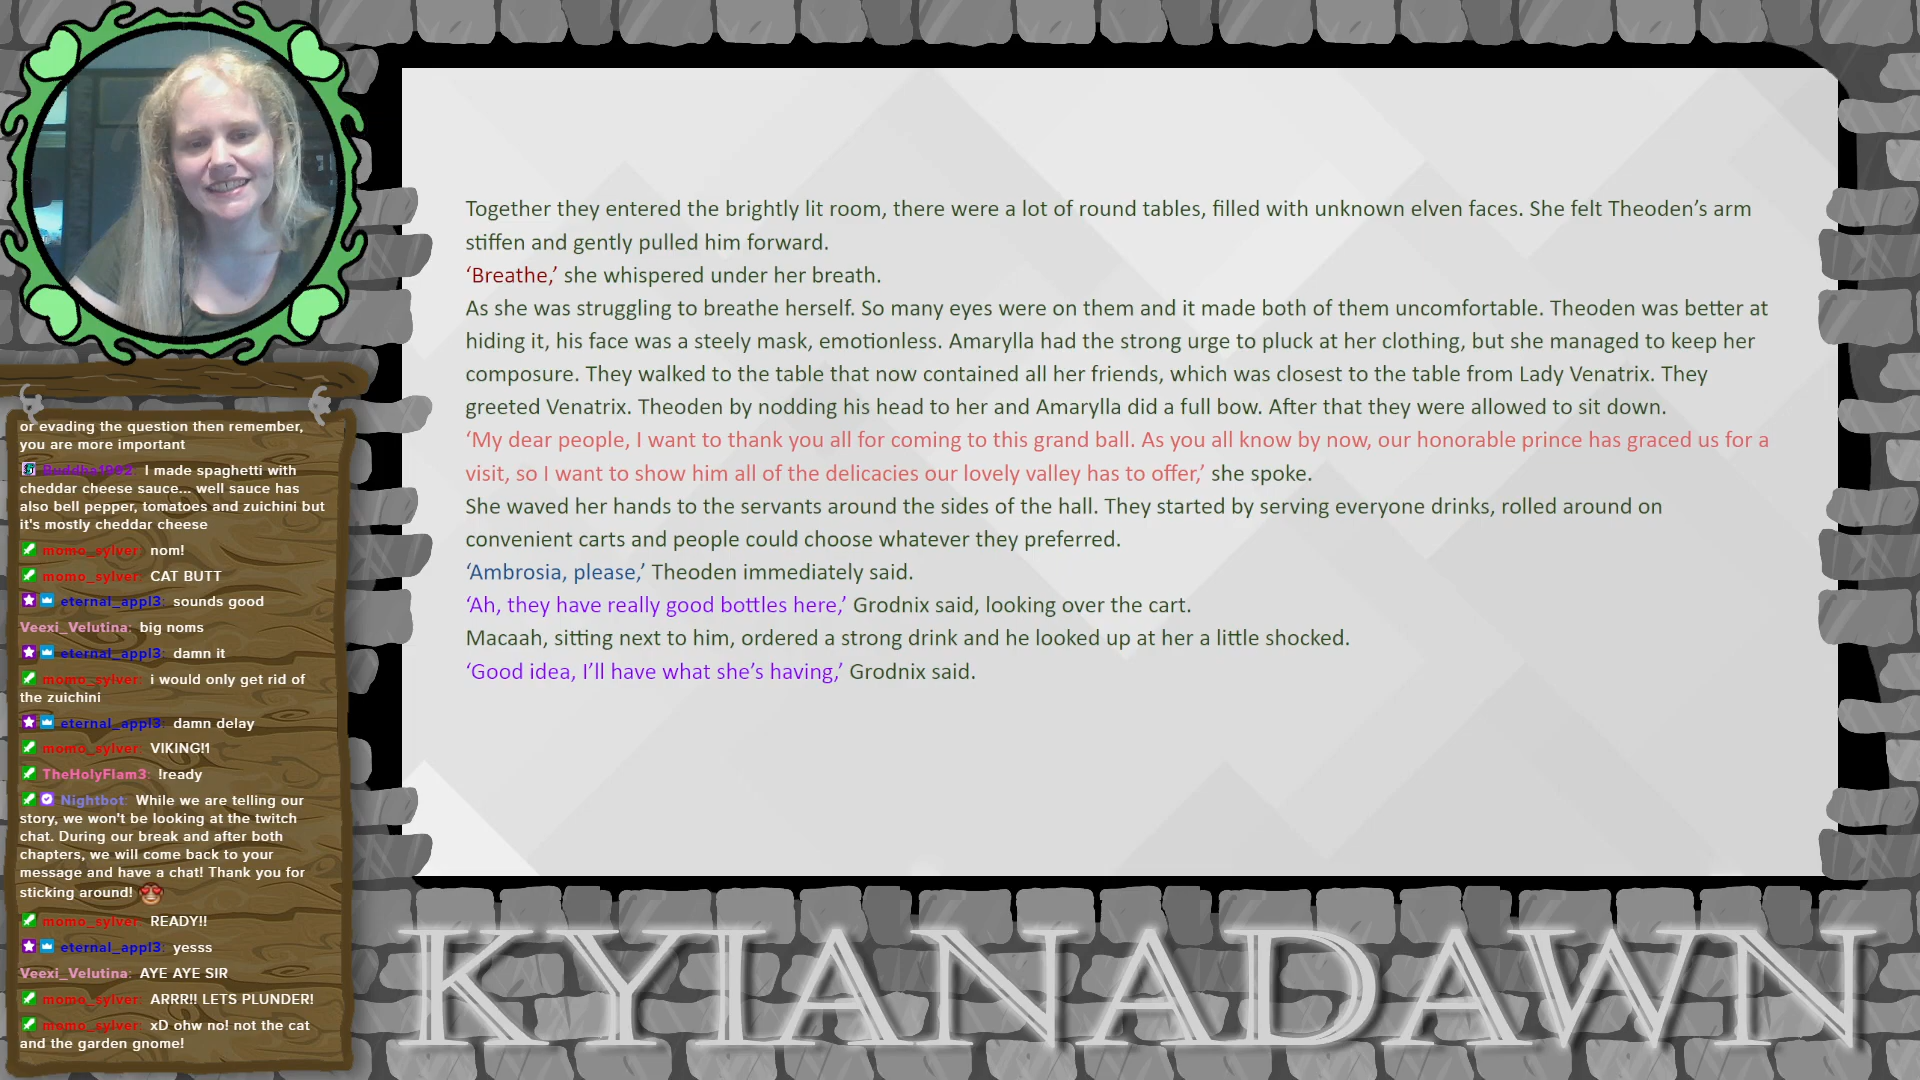 or evading the question then remember,
you are more important
Buddha1992: I made spaghetti with
cheddar cheese sauce... well sauce has
also bell pepper, tomatoes and zuichini but
it's mostly cheddar cheese
momo_sylver: nom!
momo_sylver: CAT BUTT
eternal_appl3: sounds good
Veexi_Velutina: big noms
eternal_appl3: damn it
momo_sylver: i would only get rid of
the zuichini
eternal_appl3: damn delay
momo_sylver: VIKING!1
TheHolyFlam3: !ready
Nightbot: While we are telling our
story, we won't be looking at the twitch
chat. During our break and after both
chapters, we will come back to your
message and have a chat! Thank you for
sticking around!
momo_sylver: READY!!
eternal_appl3: yesss
Veexi_Velutina: AYE AYE SIR
momo_sylver: ARRR!! LETS PLUNDER!
momo_sylver: xD ohw no! not the cat
and the garden gnome!
Together they entered the brightly lit room, there were a lot of round tables, filled with unknown elven faces. She felt Theoden’s arm
stiffen and gently pulled him forward.
‘Breathe,’ she whispered under her breath.
As she was struggling to breathe herself. So many eyes were on them and it made both of them uncomfortable. Theoden was better at
hiding it, his face was a steely mask, emotionless. Amarylla had the strong urge to pluck at her clothing, but she managed to keep her
composure. They walked to the table that now contained all her friends, which was closest to the table from Lady Venatrix. They
greeted Venatrix. Theoden by nodding his head to her and Amarylla did a full bow. After that they were allowed to sit down.
‘My dear people, I want to thank you all for coming to this grand ball. As you all know by now, our honorable prince has graced us for a
visit, so I want to show him all of the delicacies our lovely valley has to offer,’ she spoke.
She waved her hands to the servants around the sides of the hall. They started by serving everyone drinks, rolled around on
convenient carts and people could choose whatever they preferred.
‘Ambrosia, please,’ Theoden immediately said.
‘Ah, they have really good bottles here,’ Grodnix said, looking over the cart.
Macaah, sitting next to him, ordered a strong drink and he looked up at her a little shocked.
‘Good idea, I’ll have what she’s having,’ Grodnix said.
KYIANADAWN